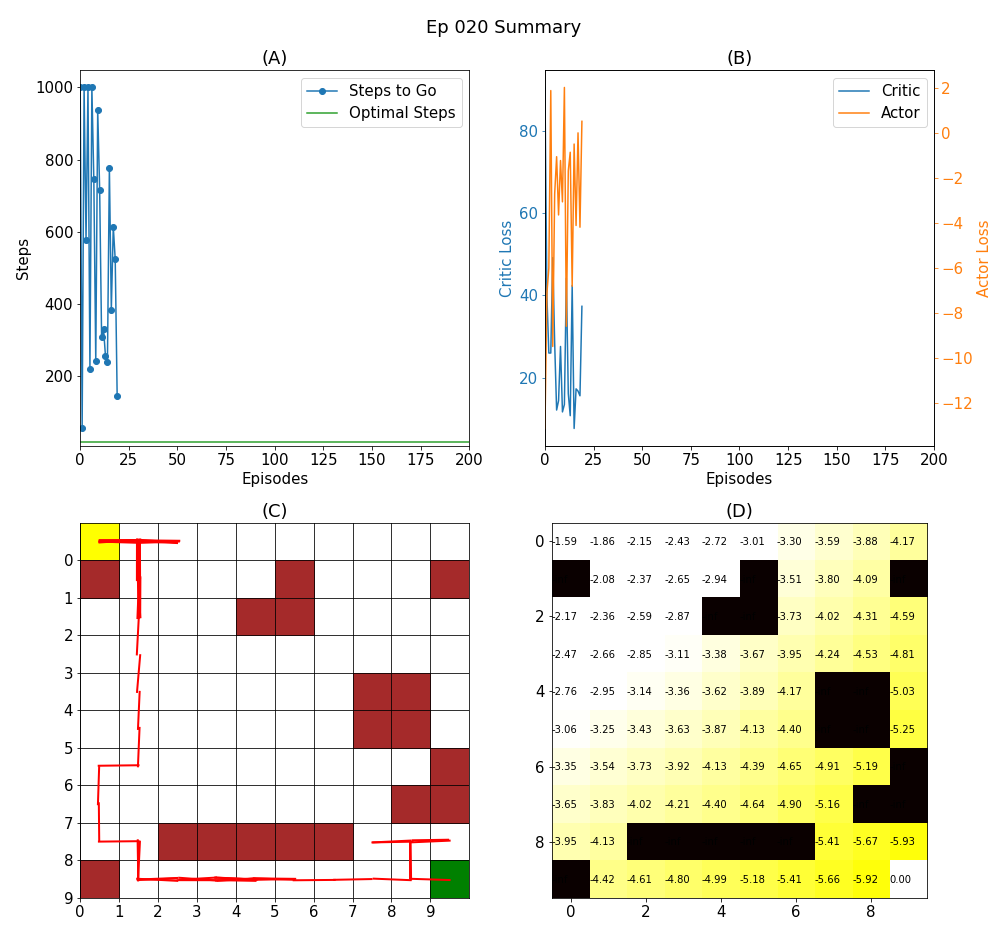 Ep 020 Summary
(A)
(B)
1000
800
600
400
200
Steps
Steps to Go
Optimal Steps
0 25 50 75 100 125 150 175 200
Episodes
80
60
40
20
Critic Loss
Critic
Actor
2
0
−2
−4
−6
−8
−10
−12
Actor Loss
0 25 50 75 100 125 150 175 200
Episodes
(C)
(D)
0
1
2
3
4
5
6
7
8
9
0 1 2 3 4 5 6 7 8 9
0 -1.59 -1.86 -2.15 -2.43 -2.72 -3.01 -3.30 -3.59 -3.88 -4.17
-2.08 -2.37 -2.65 -2.94 -3.51 -3.80 -4.09
2 -2.17 -2.36 -2.59 -2.87 -3.73 -4.02 -4.31 -4.59
-2.47 -2.66 -2.85 -3.11 -3.38 -3.67 -3.95 -4.24 -4.53 -4.81
4 -2.76 -2.95 -3.14 -3.36 -3.62 -3.89 -4.17 -5.03
-3.06 -3.25 -3.43 -3.63 -3.87 -4.13 -4.40 -5.25
6 -3.35 -3.54 -3.73 -3.92 -4.13 -4.39 -4.65 -4.91 -5.19
-3.65 -3.83 -4.02 -4.21 -4.40 -4.64 -4.90 -5.16
8 -3.95 -4.13 -5.41 -5.67 -5.93
-4.42 -4.61 -4.80 -4.99 -5.18 -5.41 -5.66 -5.92 0.00
0 2 4 6 8